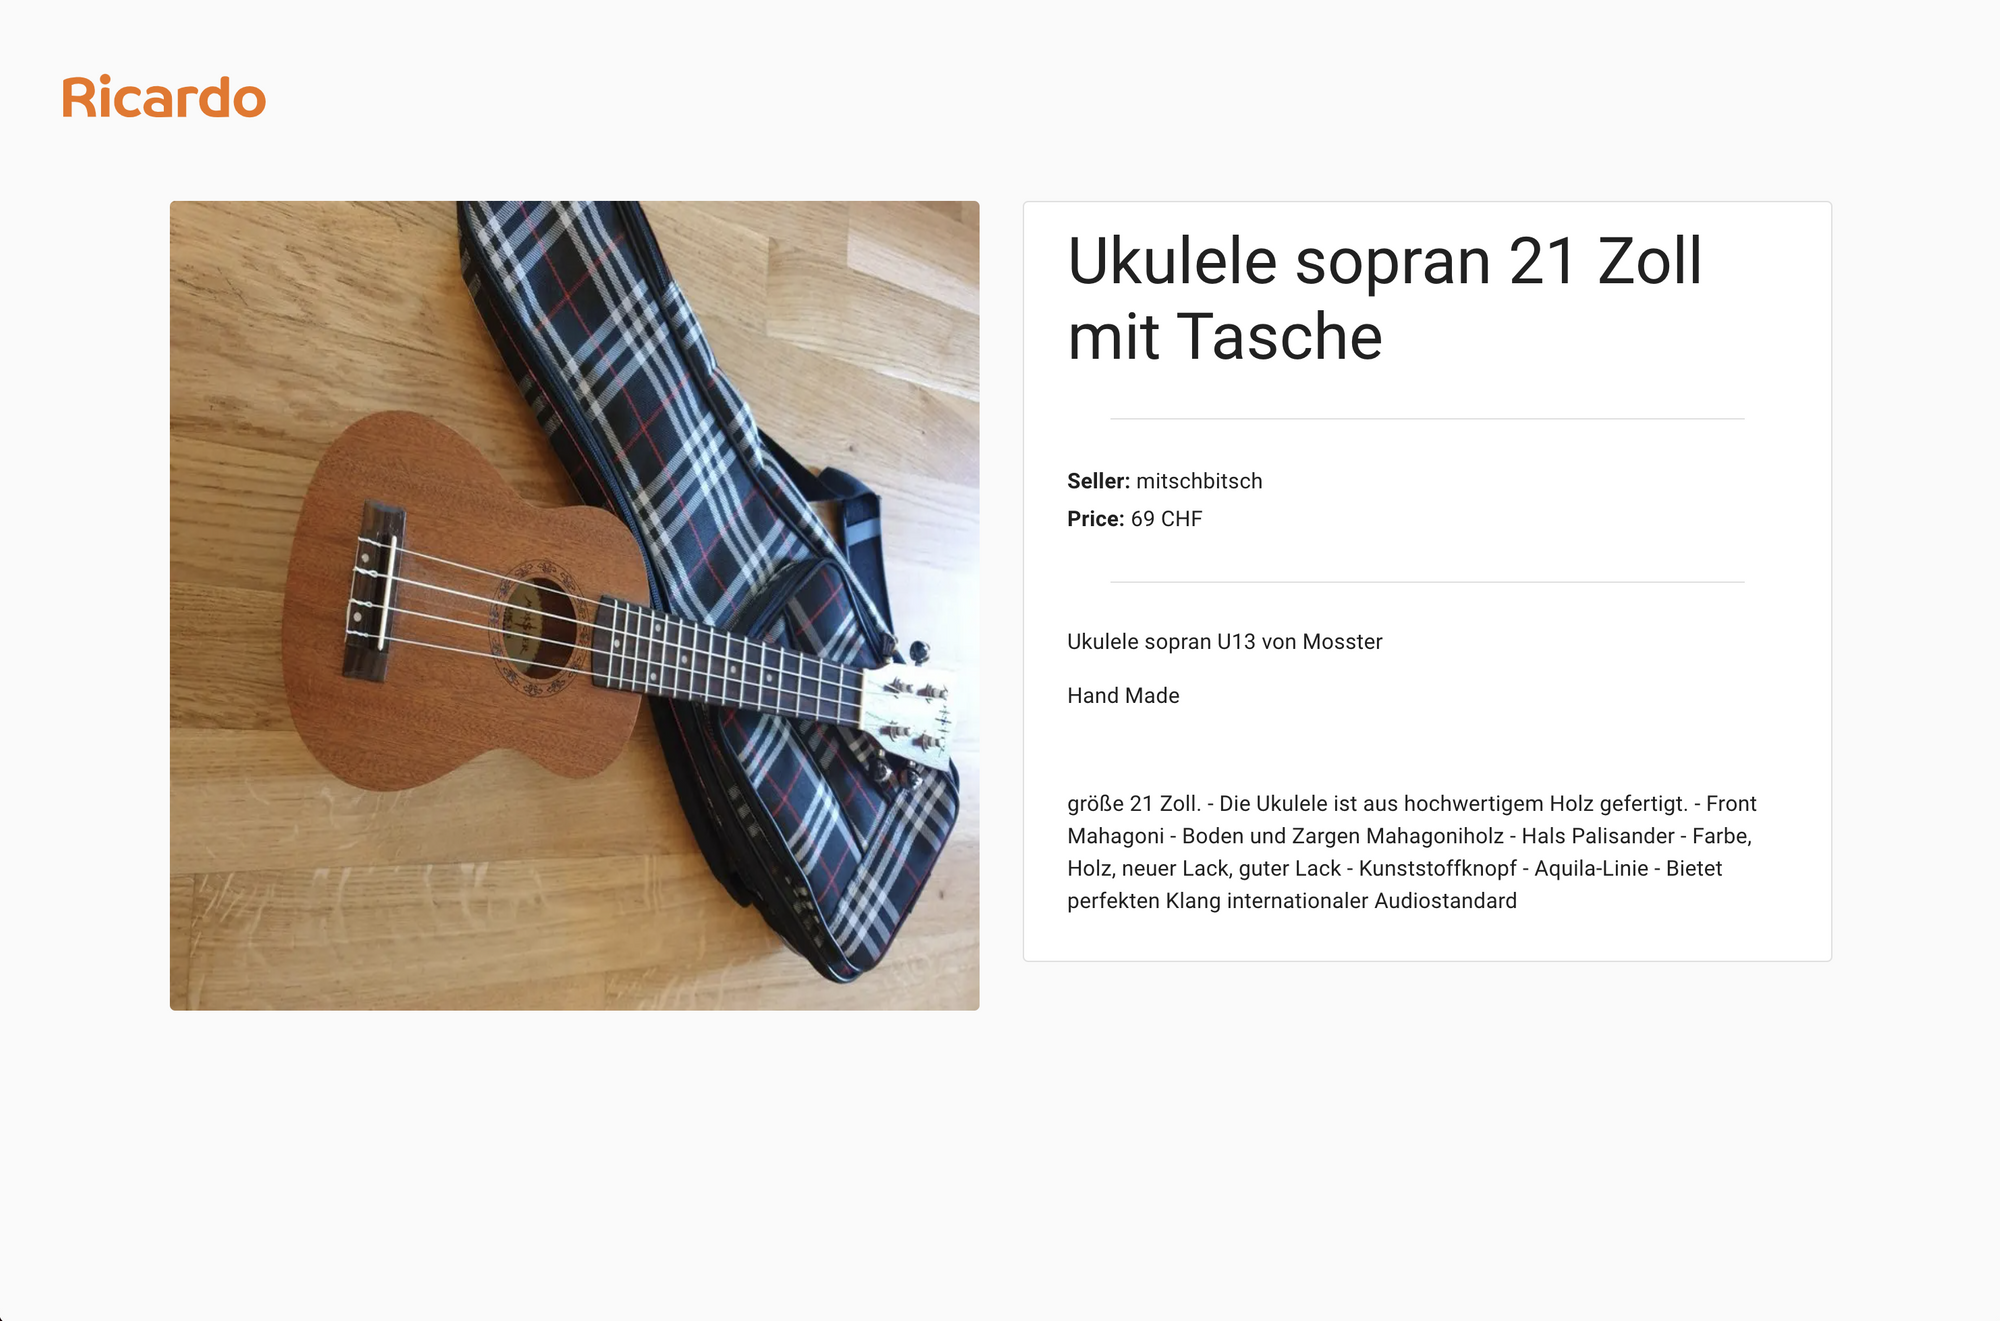 Ricardo
Ukulele sopran 21 Zoll
mit Tasche
Seller: mitschbitsch
Price: 69 CHF
Ukulele sopran U13 von Mosster
Hand Made
größe 21 Zoll. - Die Ukulele ist aus hochwertigem Holz gefertigt. - Front
Mahagoni - Boden und Zargen Mahagoniholz - Hals Palisander - Farbe,
Holz, neuer Lack, guter Lack - Kunststoffknopf - Aquila-Linie - Bietet
perfekten Klang internationaler Audiostandard